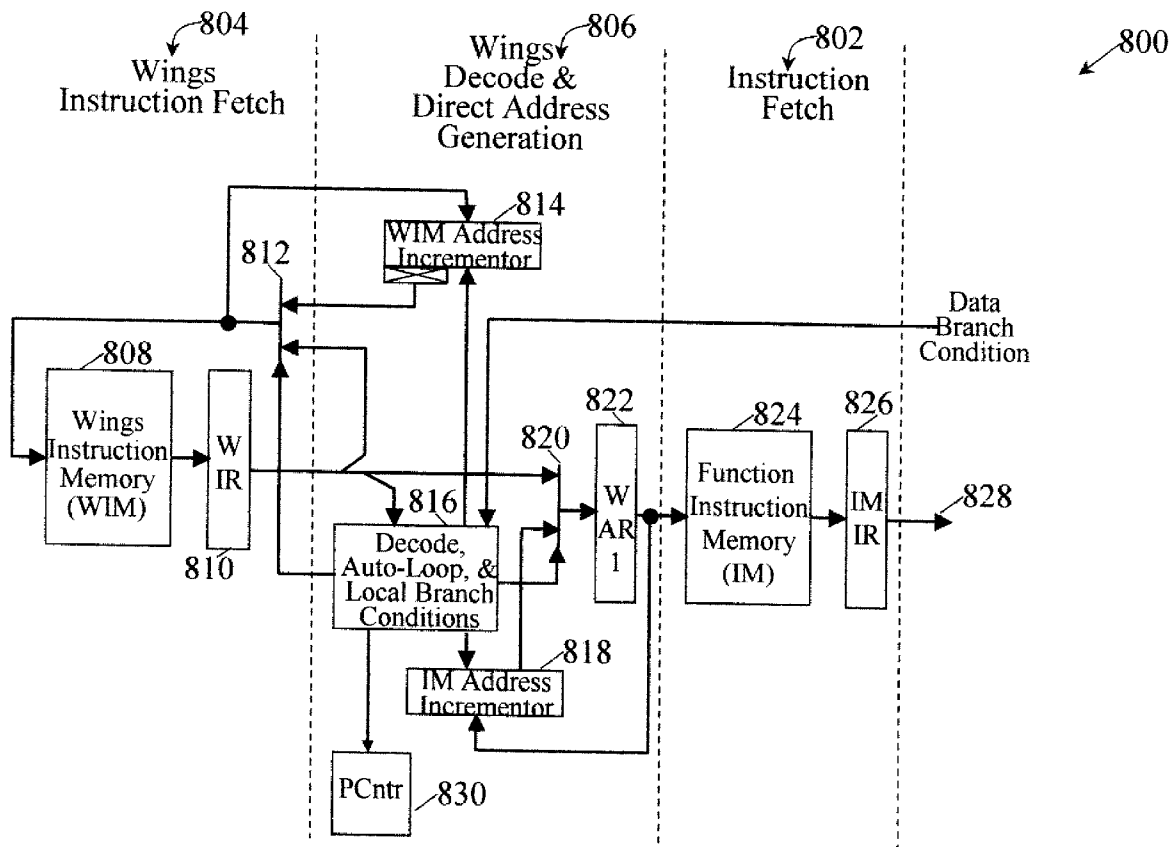 804
Wings
Instruction Fetch
806
Wings
Decode &
Direct Address
Generation
802
Instruction
Fetch
800
814
WIM Address
Incrementor
812
Data
Branch
Condition
808
Wings
Instruction
Memory
(WIM)
W
IR
810
816
Decode,
Auto-Loop, &
Local Branch
Conditions
820
822
W
AR
1
824
Function
Instruction
Memory
(IM)
826
IM
IR
828
818
IM Address
Incrementor
PCntr
830